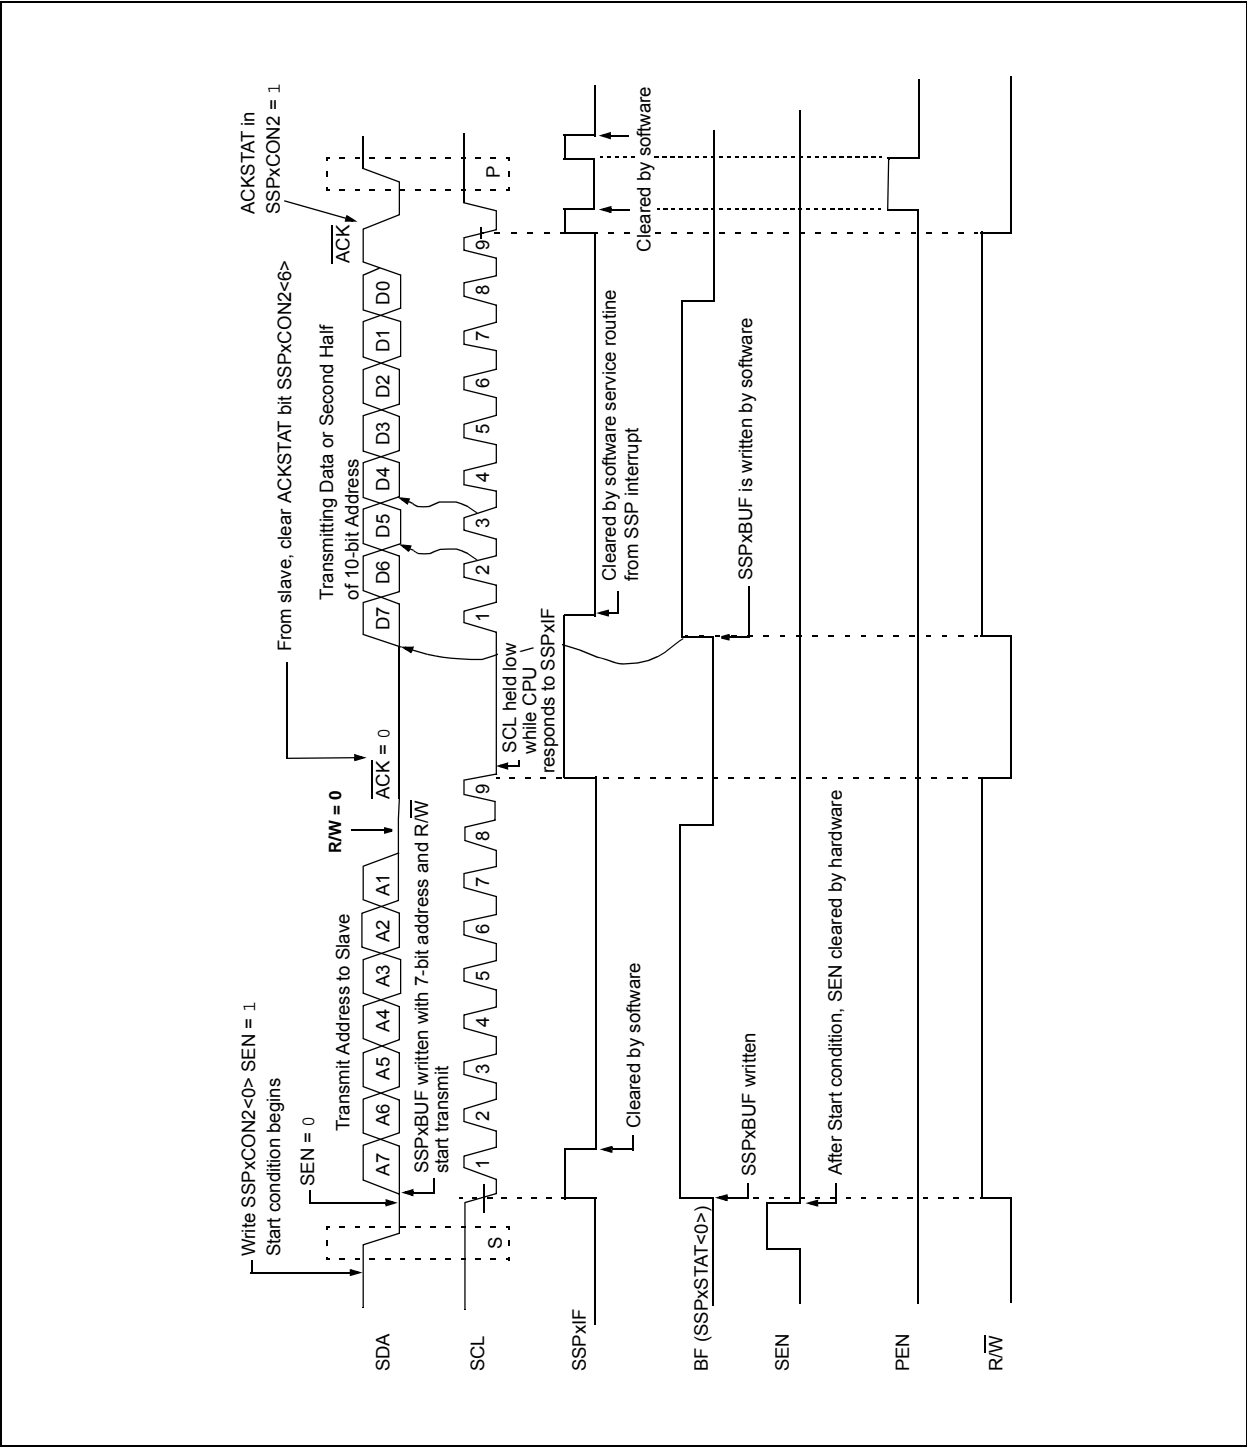 Write SSPxCON2<0> SEN = 1
Start condition begins
SEN = 0
From slave, clear ACKSTAT bit SSPxCON2<6>
ACKSTAT in
SSPxCON2 = 1
Transmit Address to Slave
R/W = 0
ACK = 0
Transmitting Data or Second Half
of 10-bit Address
ACK
SDA
A7 A6 A5 A4 A3 A2 A1
D7 D6 D5 D4 D3 D2 D1 D0
SSPxBUF written with 7-bit address and R/W
start transmit
SCL
S
1 2 3 4 5 6 7 8 9
1 2 3 4 5 6 7 8 9
P
SCL held low
while CPU
responds to SSPxIF
SSPxIF
Cleared by software
Cleared by software service routine
from SSP interrupt
Cleared by software
BF (SSPxSTAT<0>)
SSPxBUF written
SSPxBUF is written by software
SEN
After Start condition, SEN cleared by hardware
PEN
R/W